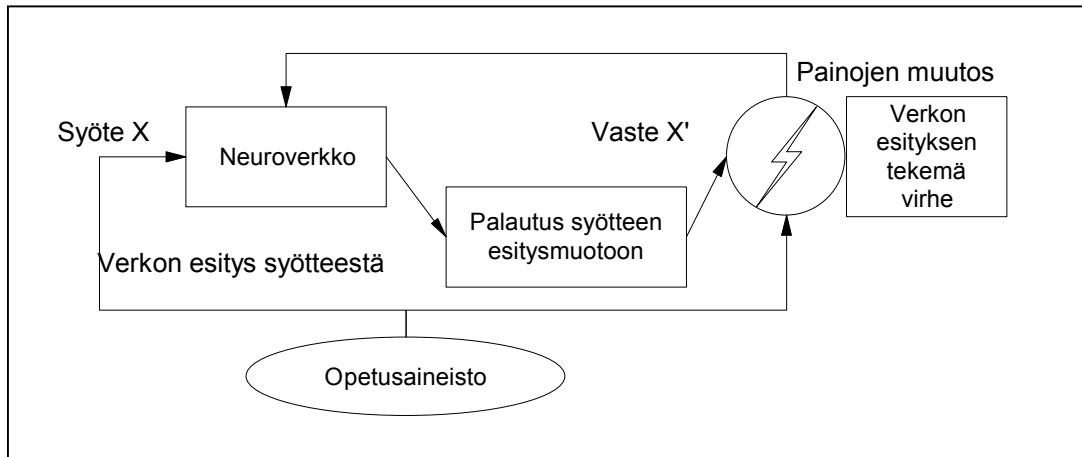 Painojen muutos
Syöte X
Neuroverkko
Vaste X'
Verkon
esityksen
tekemä
virhe
Palautus syötteen
esitysmuotoon
Verkon esitys syötteestä
Opetusaineisto